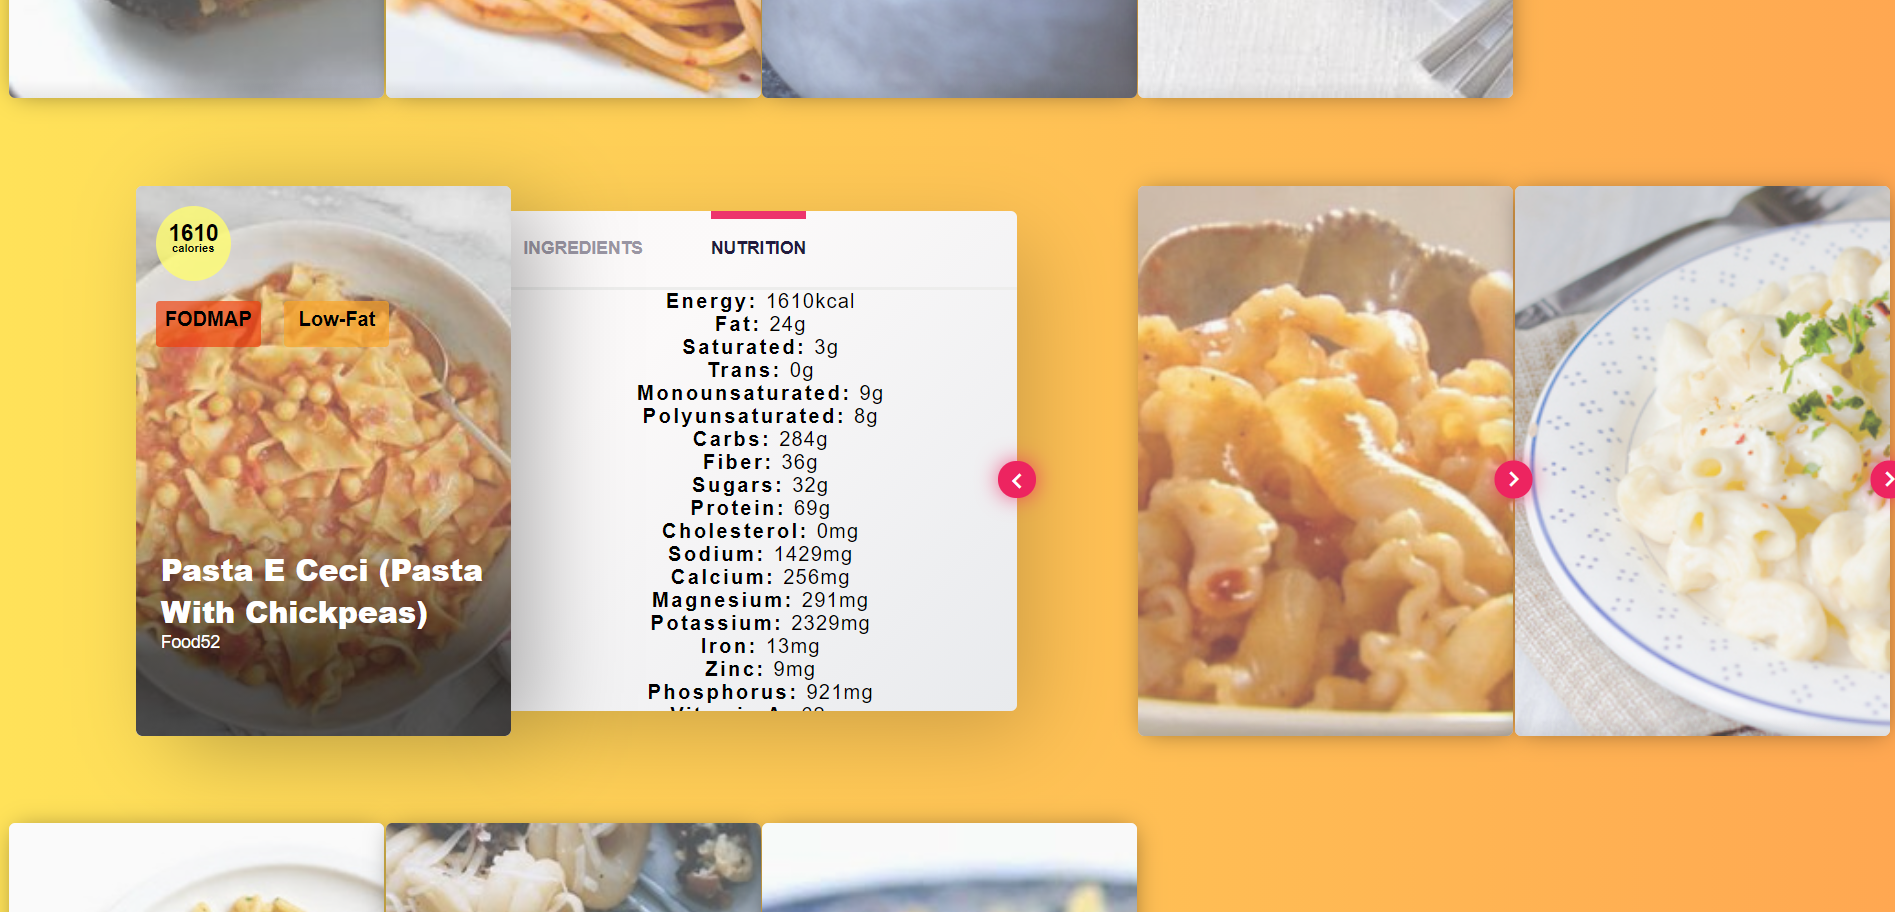 1610
calories
FODMAP Low-Fat
Pasta E Ceci (Pasta
With Chickpeas)
Food52
INGREDIENTS NUTRITION
Energy: 1610kcal
Fat: 24g
Saturated: 3g
Trans: 0g
Monounsaturated: 9g
Polyunsaturated: 8g
Carbs: 284g
Fiber: 36g
Sugars: 32g
Protein: 69g
Cholesterol: 0mg
Sodium: 1429mg
Calcium: 256mg
Magnesium: 291mg
Potassium: 2329mg
Iron: 13mg
Zinc: 9mg
Phosphorus: 921mg